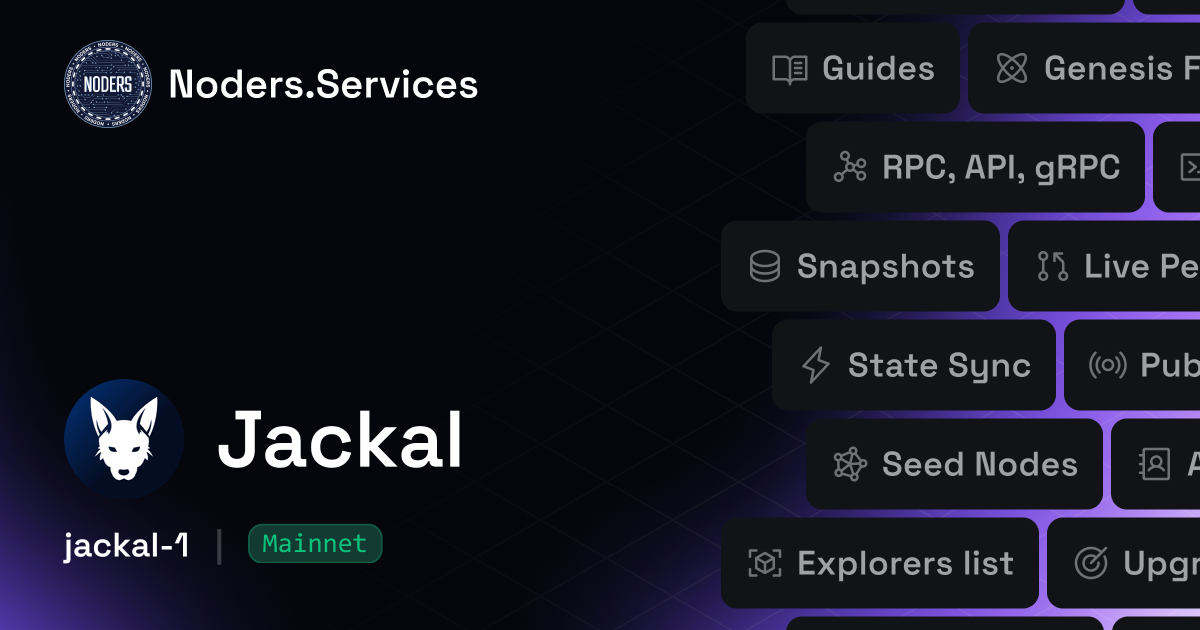 NODERS
Noders.Services
Guides
Genesis F
RPC, API, gRPC
Snapshots
Live Pe
State Sync
Pub
Seed Nodes
A
Explorers list
Upgr
Jackal
jackal-1 | Mainnet